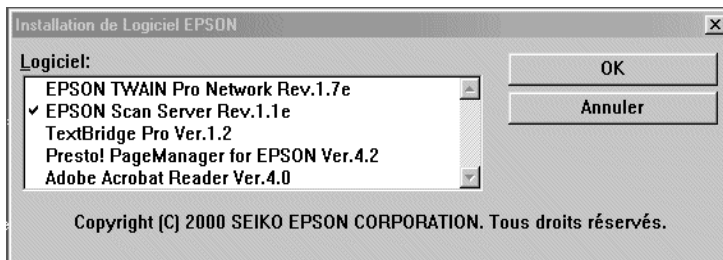 Installation de Logiciel EPSON
Logiciel:
OK
EPSON TWAIN Pro Network Rev.1.7e
✓ EPSON Scan Server Rev.1.1e
Annuler
TextBridge Pro Ver.1.2
Presto! PageManager for EPSON Ver.4.2
Adobe Acrobat Reader Ver.4.0
Copyright (C) 2000 SEIKO EPSON CORPORATION. Tous droits réservés.